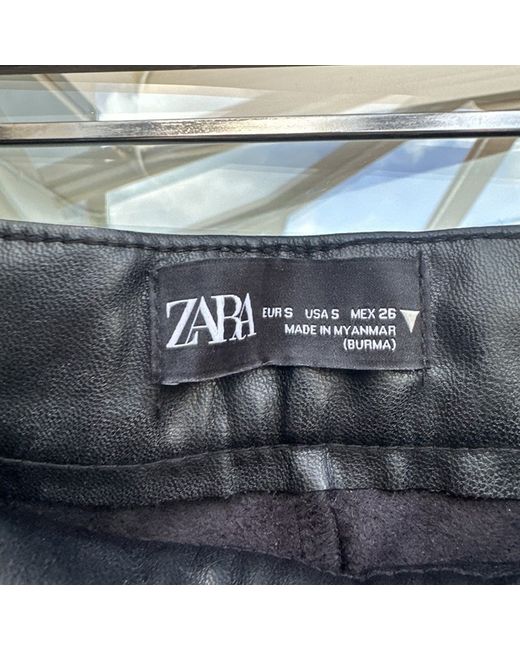 ZARA
EUR S USA S MEX 26
MADE IN MYANMAR
(BURMA)